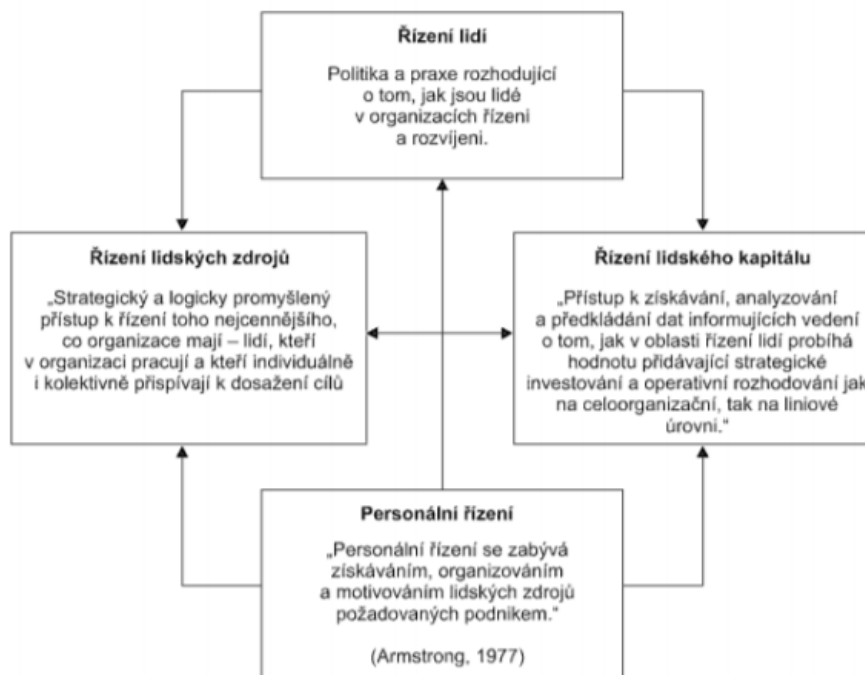 Řízení lidí
Politika a praxe rozhodující
o tom, jak jsou lidé
v organizacích řízeni
a rozvíjeni.
Řízení lidských zdrojů
„Strategický a logicky promyšlený
přístup k řízení toho nejcennějšího,
co organizace mají – lidí, kteří
v organizaci pracují a kteří individuálně
i kolektivně přispívají k dosažení cílů
Řízení lidského kapitálu
„Přístup k získávání, analyzování
a předkládání dat informujících vedení
o tom, jak v oblasti řízení lidí probíhá
hodnotu přidávající strategické
investování a operativní rozhodování jak
na celoorganizační, tak na liniové
úrovni.“
Personální řízení
„Personální řízení se zabývá
získáváním, organizováním
a motivováním lidských zdrojů
požadovaných podnikem.“
(Armstrong, 1977)